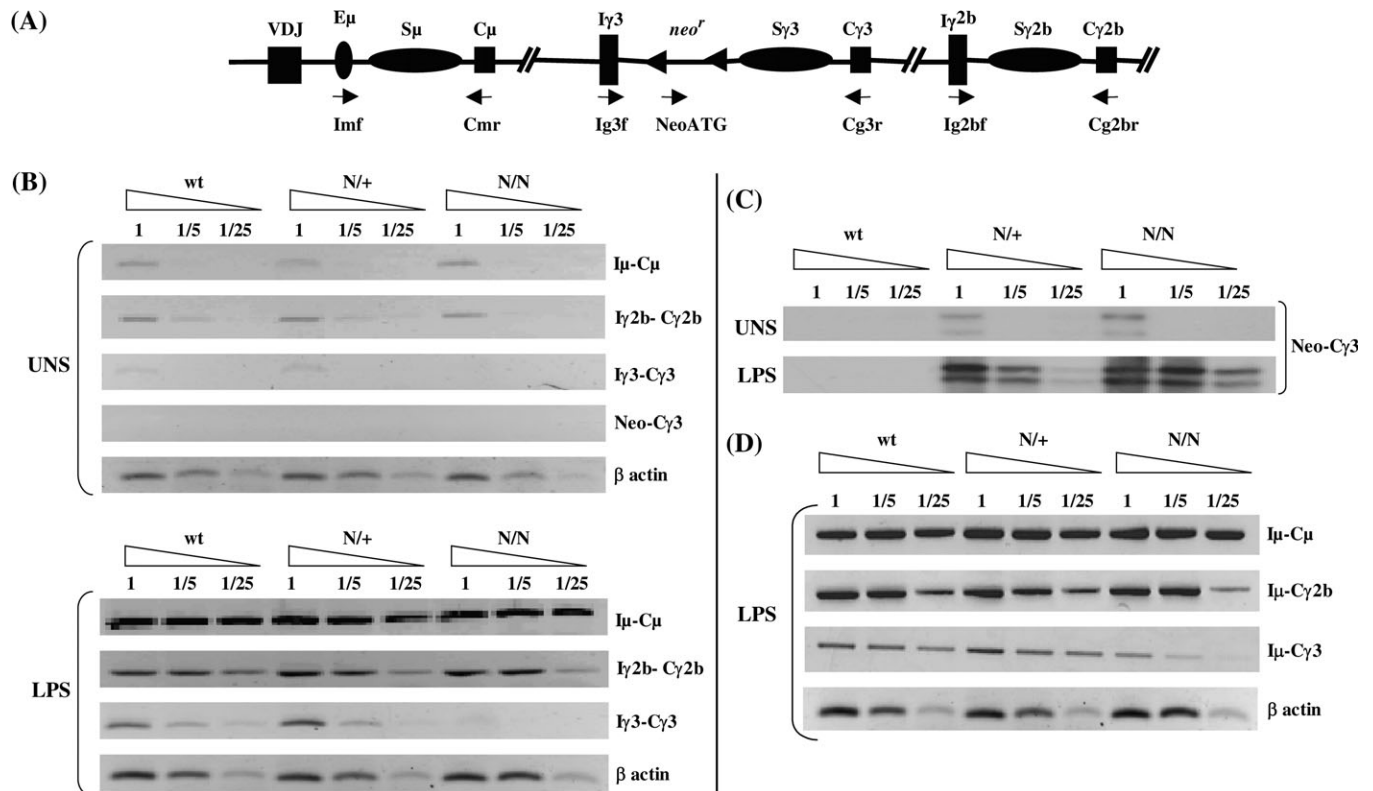 (A)
VDJ Eμ Sμ Cμ Iγ3 neoʳ Sγ3 Cγ3 Iγ2b Sγ2b Cγ2b
Imf Cmr Ig3f NeoATG Cg3r Ig2bf Cg2br
(B)
wt N/+ N/N
1 1/5 1/25 1 1/5 1/25 1 1/5 1/25
UNS
Iμ-Cμ
Iγ2b- Cγ2b
Iγ3-Cγ3
Neo-Cγ3
β actin
wt N/+ N/N
1 1/5 1/25 1 1/5 1/25 1 1/5 1/25
LPS
Iμ-Cμ
Iγ2b- Cγ2b
Iγ3-Cγ3
β actin
(C)
wt N/+ N/N
1 1/5 1/25 1 1/5 1/25 1 1/5 1/25
UNS
LPS
Neo-Cγ3
(D)
wt N/+ N/N
1 1/5 1/25 1 1/5 1/25 1 1/5 1/25
LPS
Iμ-Cμ
Iμ-Cγ2b
Iμ-Cγ3
β actin